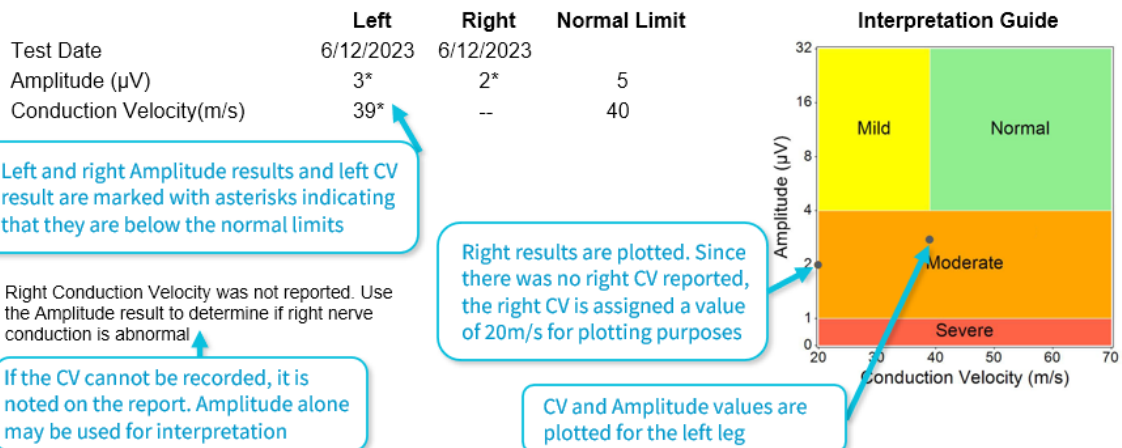 Left Right Normal Limit
Test Date 6/12/2023 6/12/2023
Amplitude (µV) 3* 2* 5
Conduction Velocity(m/s) 39* -- 40
Left and right Amplitude results and left CV
result are marked with asterisks indicating
that they are below the normal limits
Right Conduction Velocity was not reported. Use
the Amplitude result to determine if right nerve
conduction is abnormal
If the CV cannot be recorded, it is
noted on the report. Amplitude alone
may be used for interpretation
Right results are plotted. Since
there was no right CV reported,
the right CV is assigned a value
of 20m/s for plotting purposes
CV and Amplitude values are
plotted for the left leg
Interpretation Guide
Amplitude (µV)
32
16
8
4
2
1
0
Mild Normal
Moderate
Severe
20 30 40 50 60 70
Conduction Velocity (m/s)